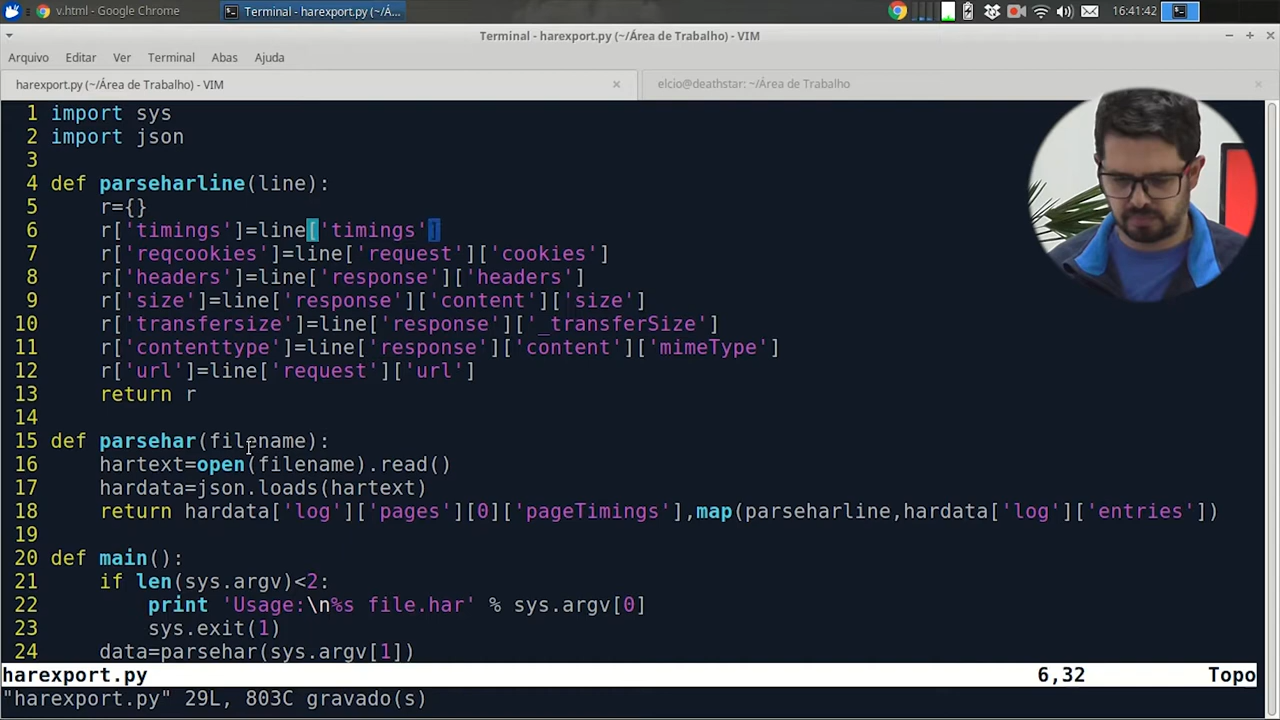 v.html - Google Chrome
Terminal - harexport.py (~/Á...
16:41:42
Terminal - harexport.py (~/Área de Trabalho) - VIM
Arquivo Editar Ver Terminal Abas Ajuda
harexport.py (~/Área de Trabalho) - VIM
elcio@deathstar: ~/Área de Trabalho
1 import sys
2 import json
3
4 def parseharline(line):
5     r={}
6     r['timings']=line['timings']
7     r['reqcookies']=line['request']['cookies']
8     r['headers']=line['response']['headers']
9     r['size']=line['response']['content']['size']
10     r['transfersize']=line['response']['_transferSize']
11     r['contenttype']=line['response']['content']['mimeType']
12     r['url']=line['request']['url']
13     return r
14
15 def parsehar(filename):
16     hartext=open(filename).read()
17     hardata=json.loads(hartext)
18     return hardata['log']['pages'][0]['pageTimings'],map(parseharline,hardata['log']['entries'])
19
20 def main():
21     if len(sys.argv)<2:
22         print 'Usage:\n%s file.har' % sys.argv[0]
23         sys.exit(1)
24     data=parsehar(sys.argv[1])
harexport.py 6,32 Topo
"harexport.py" 29L, 803C gravado(s)